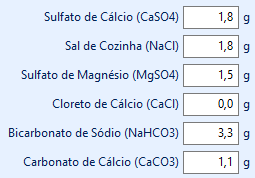 Sulfato de Cálcio (CaSO4) 1,8 g
Sal de Cozinha (NaCl) 1,8 g
Sulfato de Magnésio (MgSO4) 1,5 g
Cloreto de Cálcio (CaCl) 0,0 g
Bicarbonato de Sódio (NaHCO3) 3,3 g
Carbonato de Cálcio (CaCO3) 1,1 g